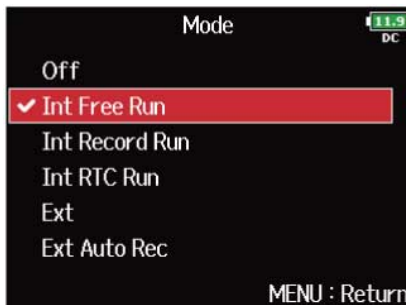 Mode
11.9
DC
Off
Int Free Run
Int Record Run
Int RTC Run
Ext
Ext Auto Rec
MENU : Return